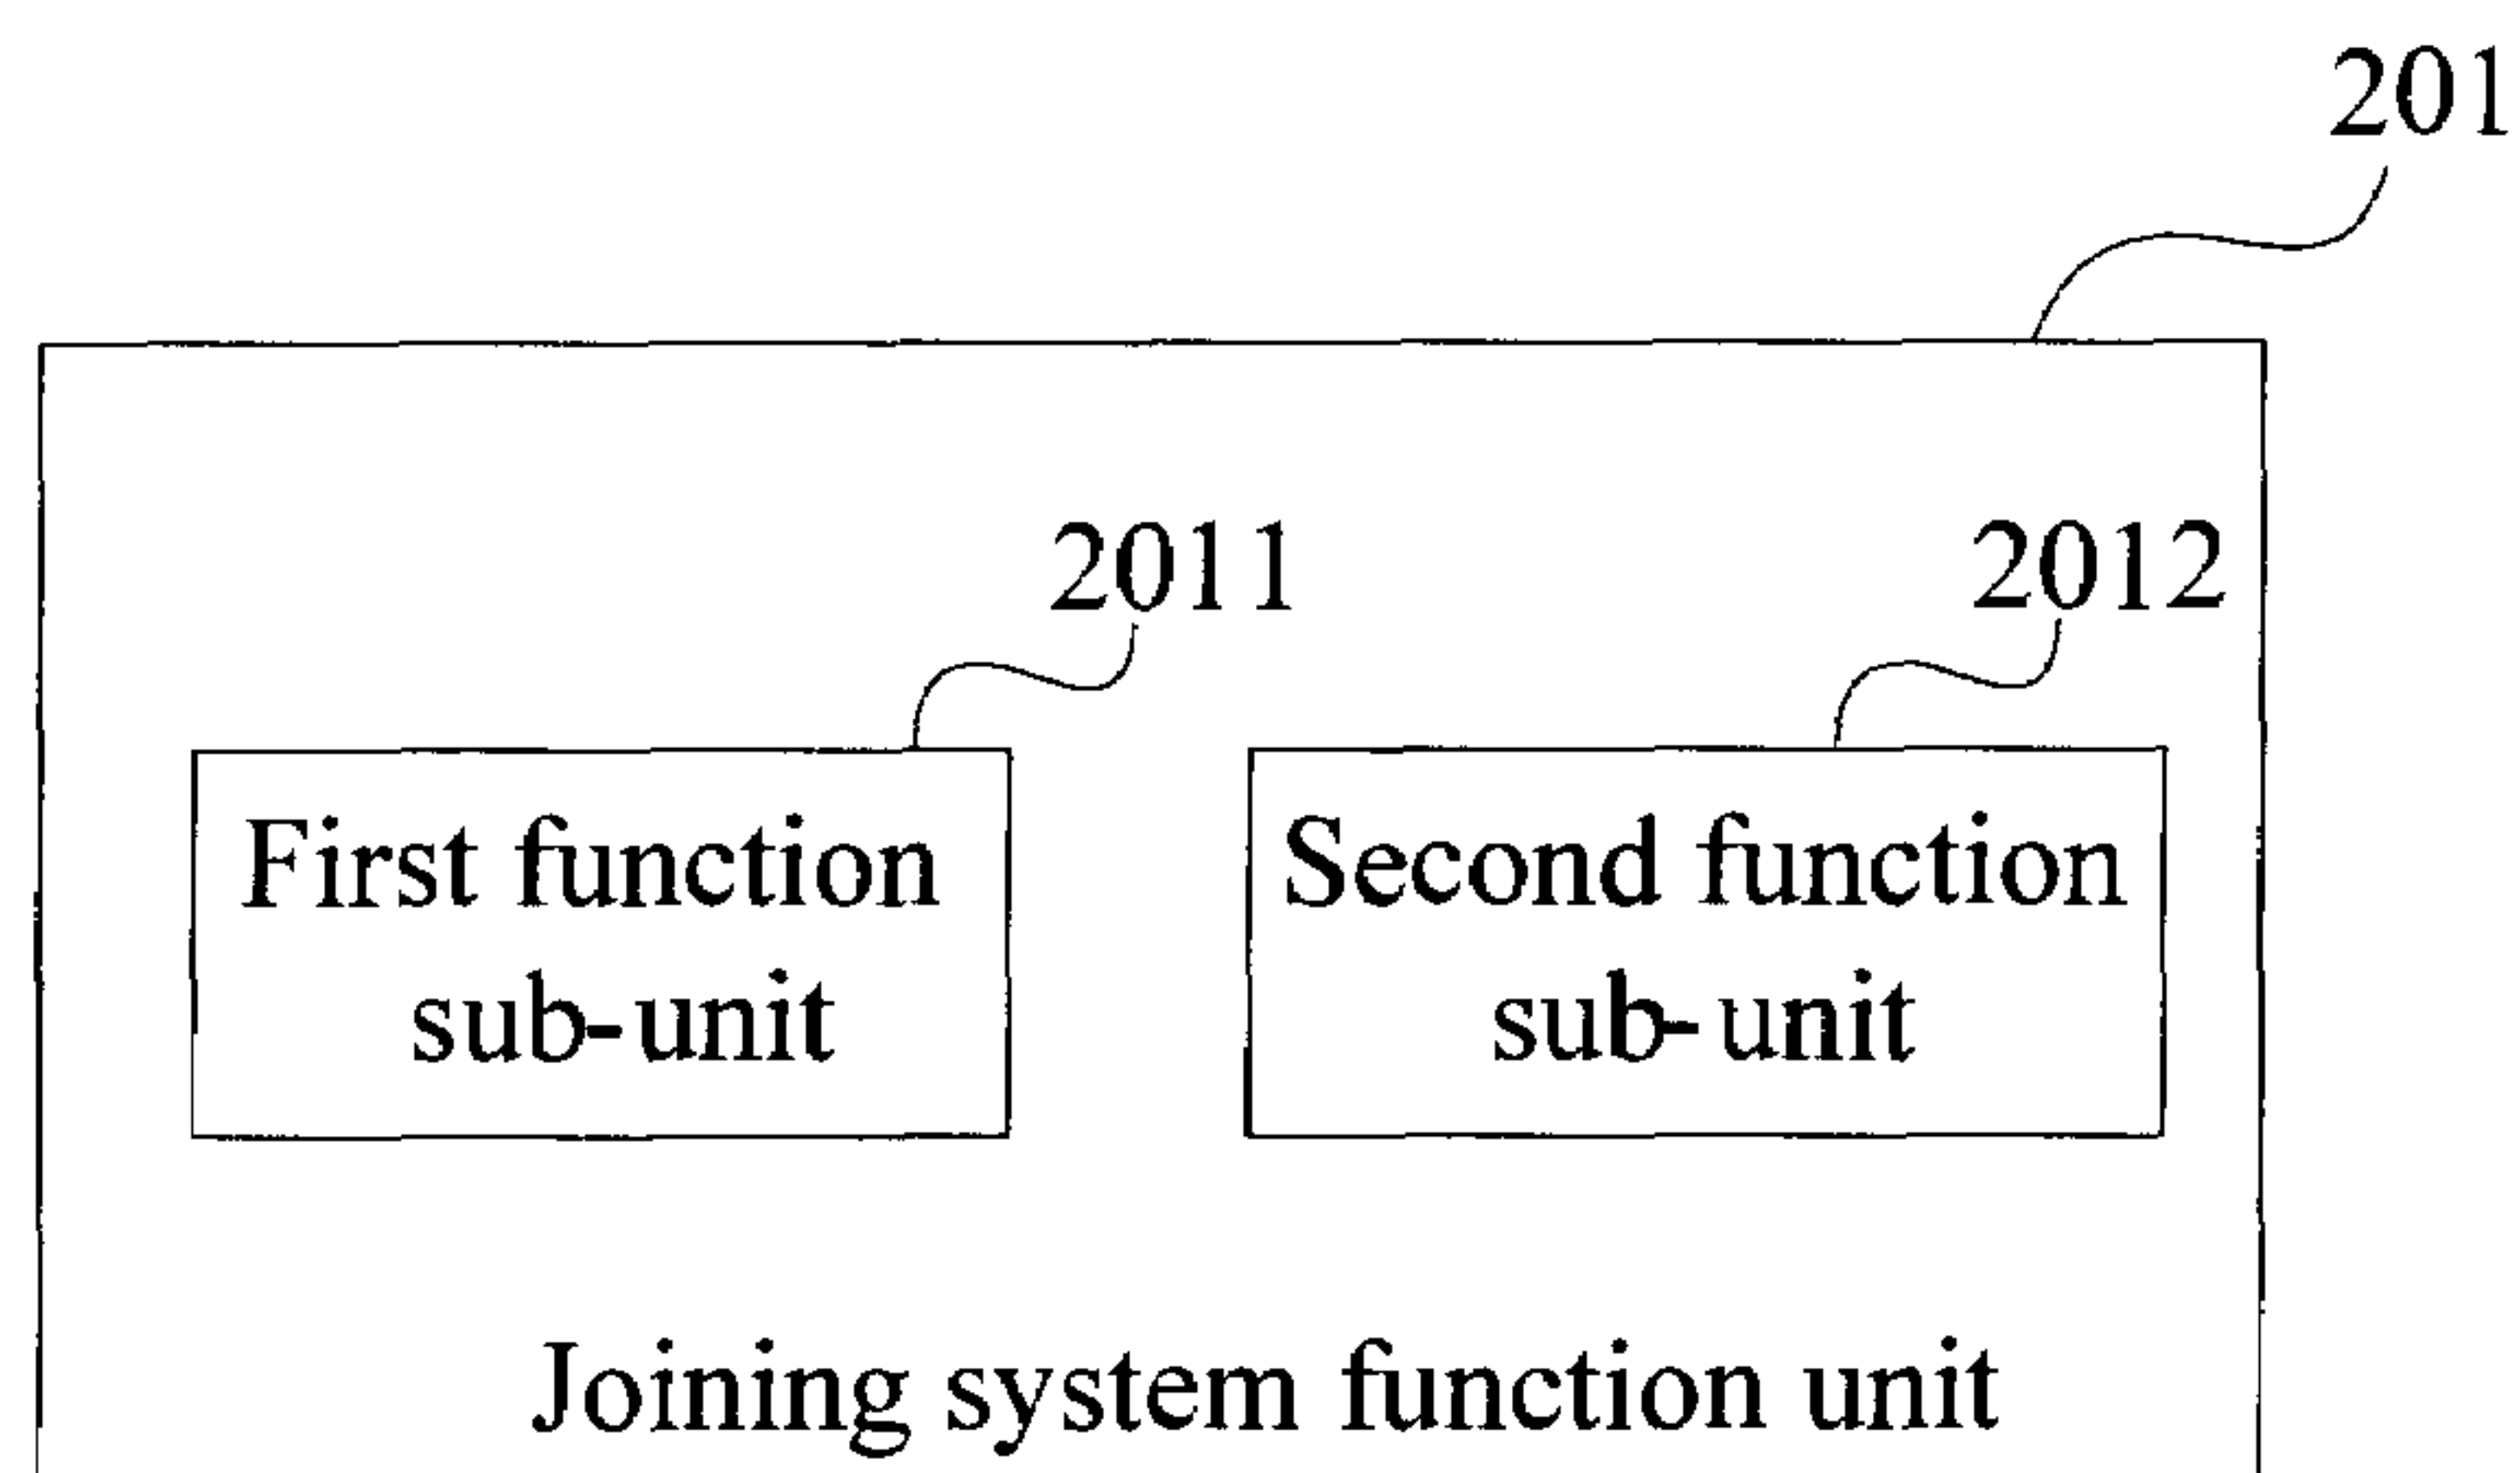 201
2011
2012
First function
sub-unit
Second function
sub-unit
Joining system function unit